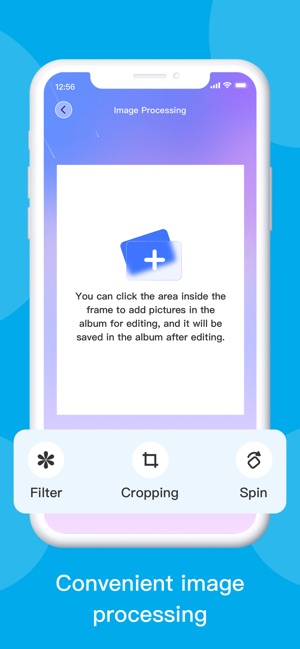 12:56
Image Processing
You can click the area inside the
frame to add pictures in the
album for editing, and it will be
saved in the album after editing.
Filter Cropping Spin
Convenient image
processing